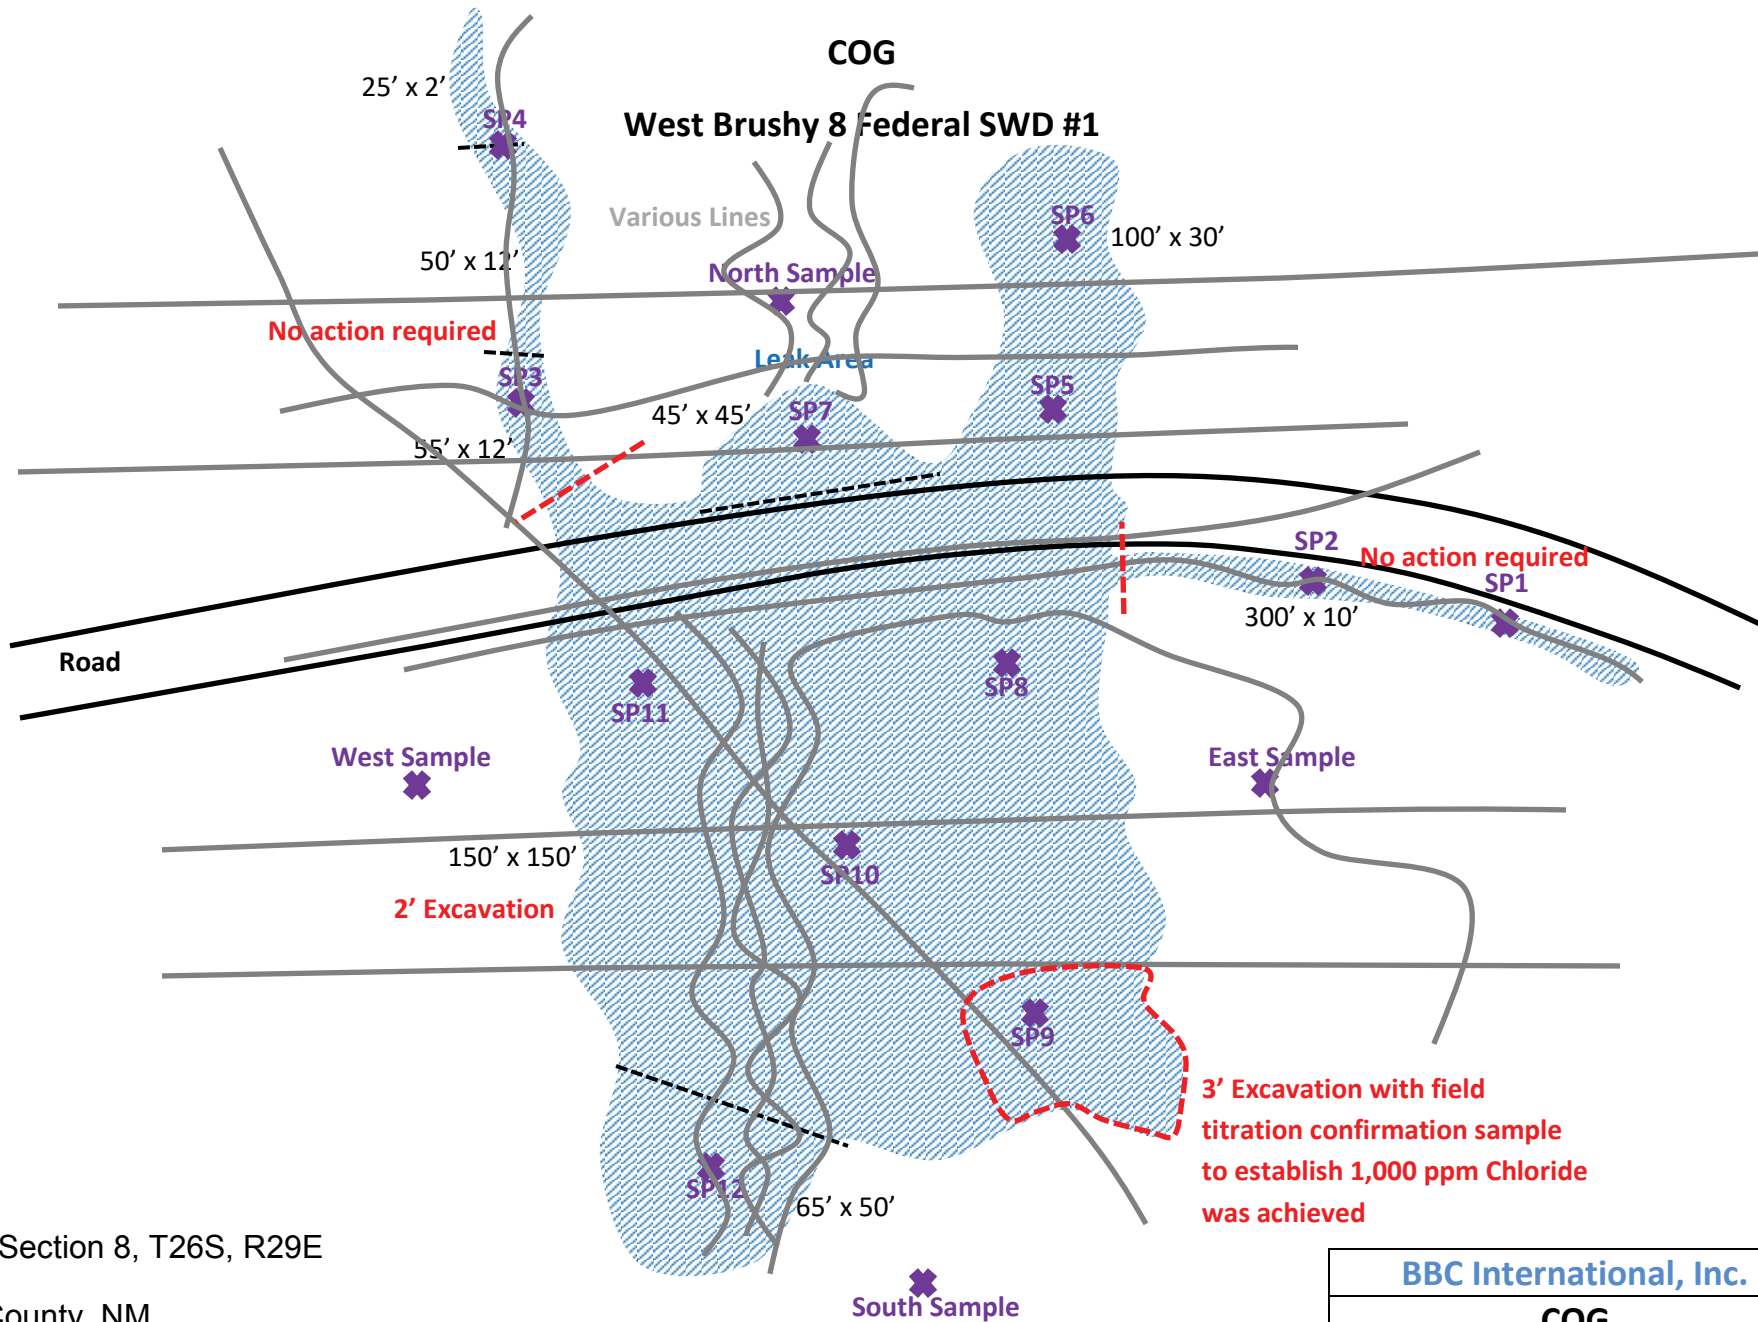 COG
25’ x 2’
SP4
West Brushy 8 Federal SWD #1
Various Lines
SP6
100’ x 30’
50’ x 12’
North Sample
No action required
Leak Area
SP3
SP5
45’ x 45’
SP7
55’ x 12’
SP2
No action required
SP1
300’ x 10’
Road
SP8
SP11
West Sample
East Sample
150’ x 150’
SP10
2’ Excavation
SP9
3’ Excavation with field
titration confirmation sample
to establish 1,000 ppm Chloride
was achieved
SP12
65’ x 50’
Section 8, T26S, R29E
BBC International, Inc.
South Sample
County, NM
COG